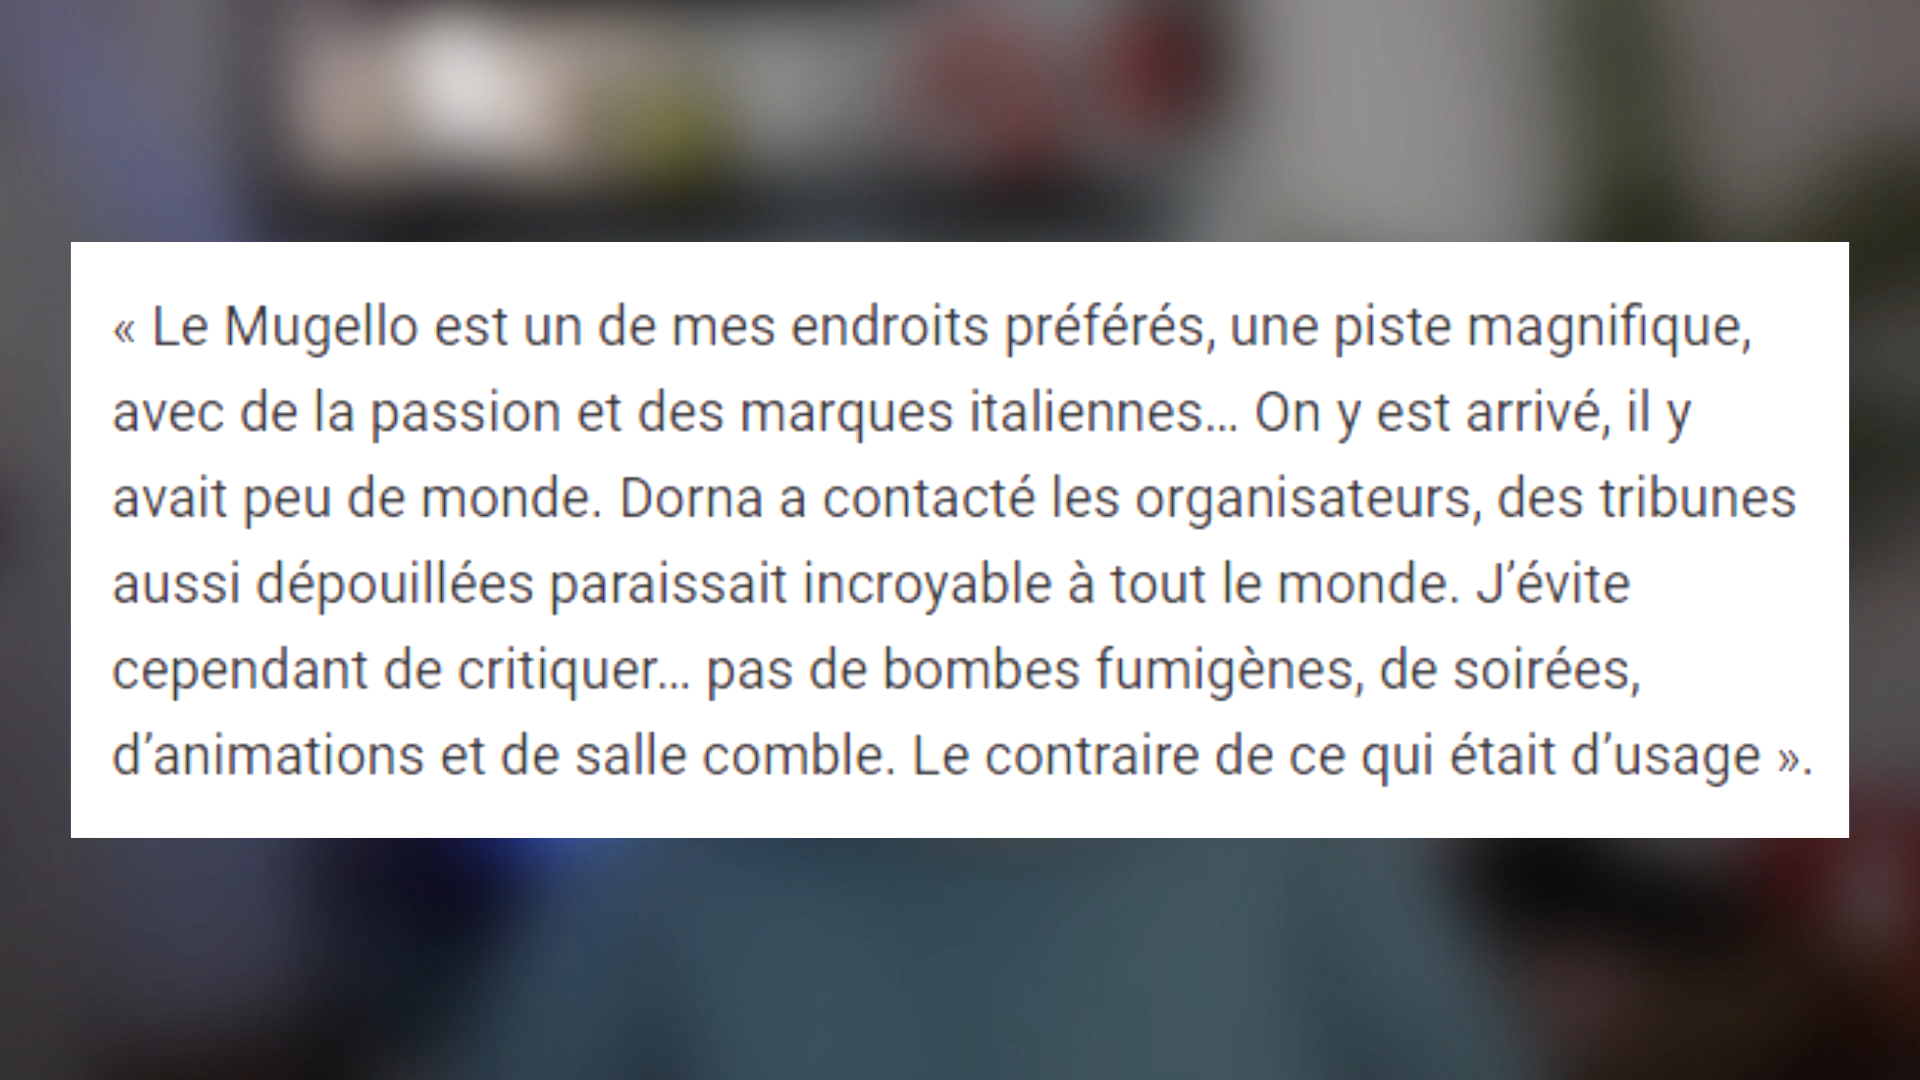 « Le Mugello est un de mes endroits préférés, une piste magnifique,
avec de la passion et des marques italiennes… On y est arrivé, il y
avait peu de monde. Dorna a contacté les organisateurs, des tribunes
aussi dépouillées paraissait incroyable à tout le monde. J’évite
cependant de critiquer… pas de bombes fumigènes, de soirées,
d’animations et de salle comble. Le contraire de ce qui était d’usage ».